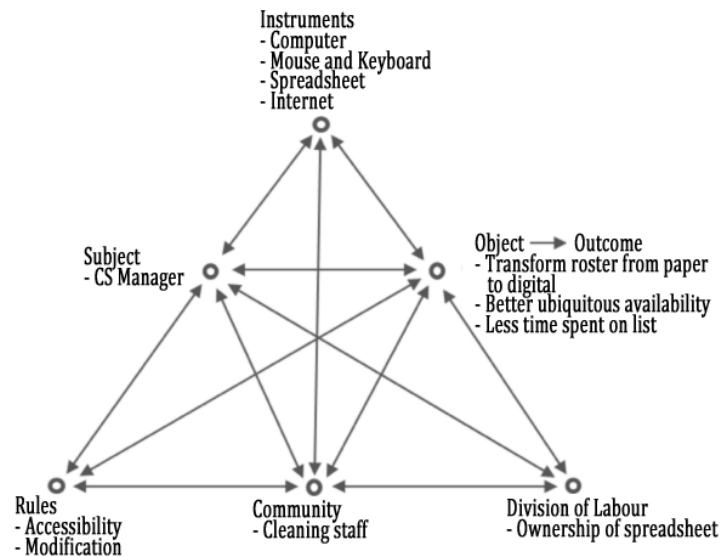 Instruments
- Computer
- Mouse and Keyboard
- Spreadsheet
- Internet
Subject
- CS Manager
Object → Outcome
- Transform roster from paper
to digital
- Better ubiquitous availability
- Less time spent on list
Rules
- Accessibility
- Modification
Community
- Cleaning staff
Division of Labour
- Ownership of spreadsheet